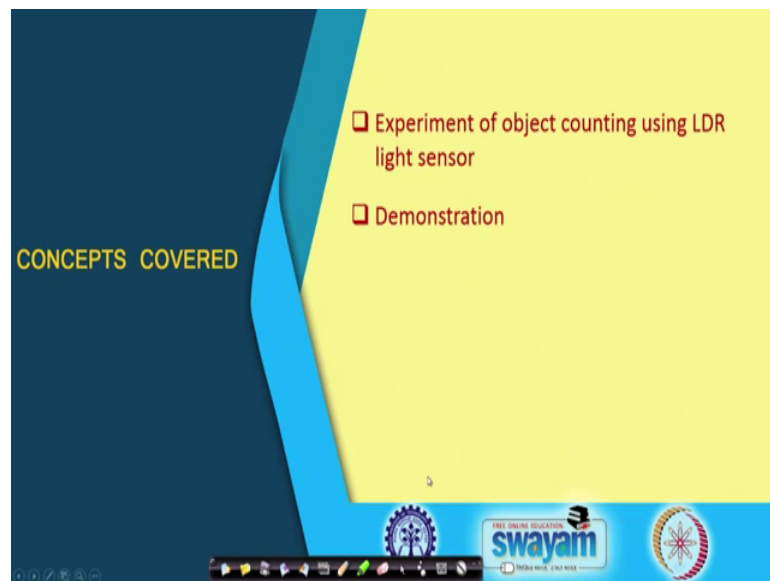 CONCEPTS COVERED
Experiment of object counting using LDR
light sensor
Demonstration
FREE ONLINE EDUCATION
swayam